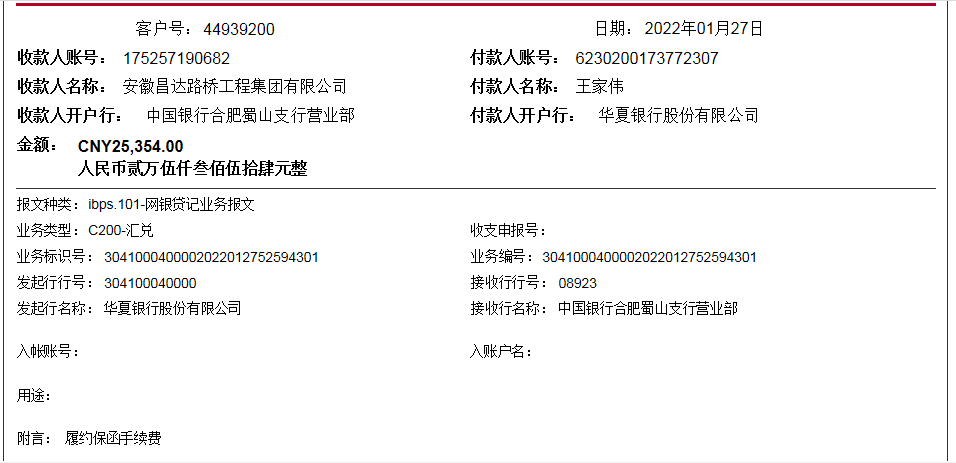 客户号：44939200 日期：2022年01月27日
收款人账号：175257190682 付款人账号：6230200173772307
收款人名称：安徽昌达路桥工程集团有限公司 付款人名称：王家伟
收款人开户行：中国银行合肥蜀山支行营业部 付款人开户行：华夏银行股份有限公司
金额：CNY25,354.00
人民币贰万伍仟叁佰伍拾肆元整
报文种类：ibps.101-网银贷记业务报文
业务类型：C200-汇兑 收支申报号：
业务标识号：3041000400002022012752594301 业务编号：3041000400002022012752594301
发起行行号：304100040000 接收行行号：08923
发起行名称：华夏银行股份有限公司 接收行名称：中国银行合肥蜀山支行营业部
入帐账号： 入账户名：
用途：
附言：履约保函手续费